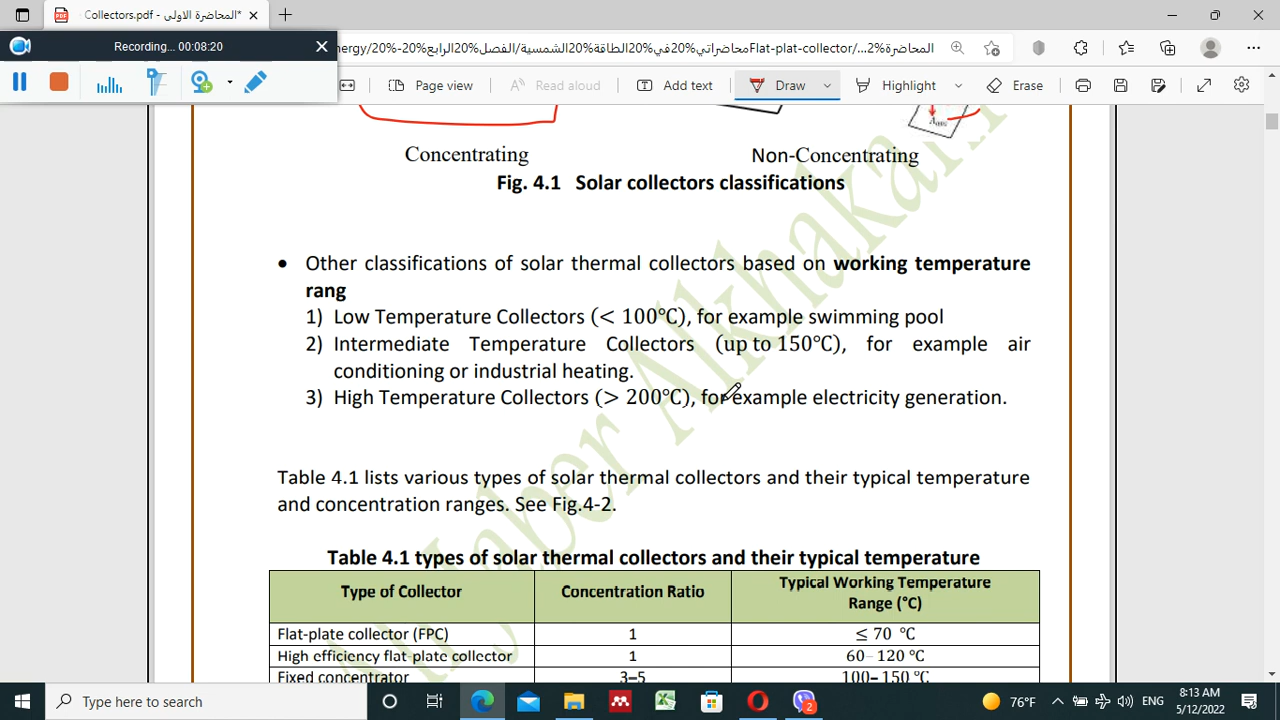 Collectors.pdf - المحاضرة الاولى*
Recording... 00:08:20
المحاضرة%2.../Flat-plat-collectorمحاضراتي%20في%20الطاقة%20الشمسية/الفصل%20الرابع%20-%20energy
Page view
Read aloud
Add text
Draw
Highlight
Erase
Concentrating
Non-Concentrating
Fig. 4.1 Solar collectors classifications
• Other classifications of solar thermal collectors based on working temperature
rang
1) Low Temperature Collectors (< 100℃), for example swimming pool
2) Intermediate Temperature Collectors (up to 150℃), for example air
conditioning or industrial heating.
3) High Temperature Collectors (> 200℃), for example electricity generation.
Table 4.1 lists various types of solar thermal collectors and their typical temperature
and concentration ranges. See Fig.4-2.
Table 4.1 types of solar thermal collectors and their typical temperature
Type of Collector Concentration Ratio Typical Working Temperature
Range (°C)
Flat-plate collector (FPC) 1 ≤ 70 ℃
High efficiency flat-plate collector 1 60– 120 ℃
Fixed concentrator 3–5 100– 150 ℃
Jaber Alkhakani
Type here to search
2
76°F
ENG
8:13 AM
5/12/2022